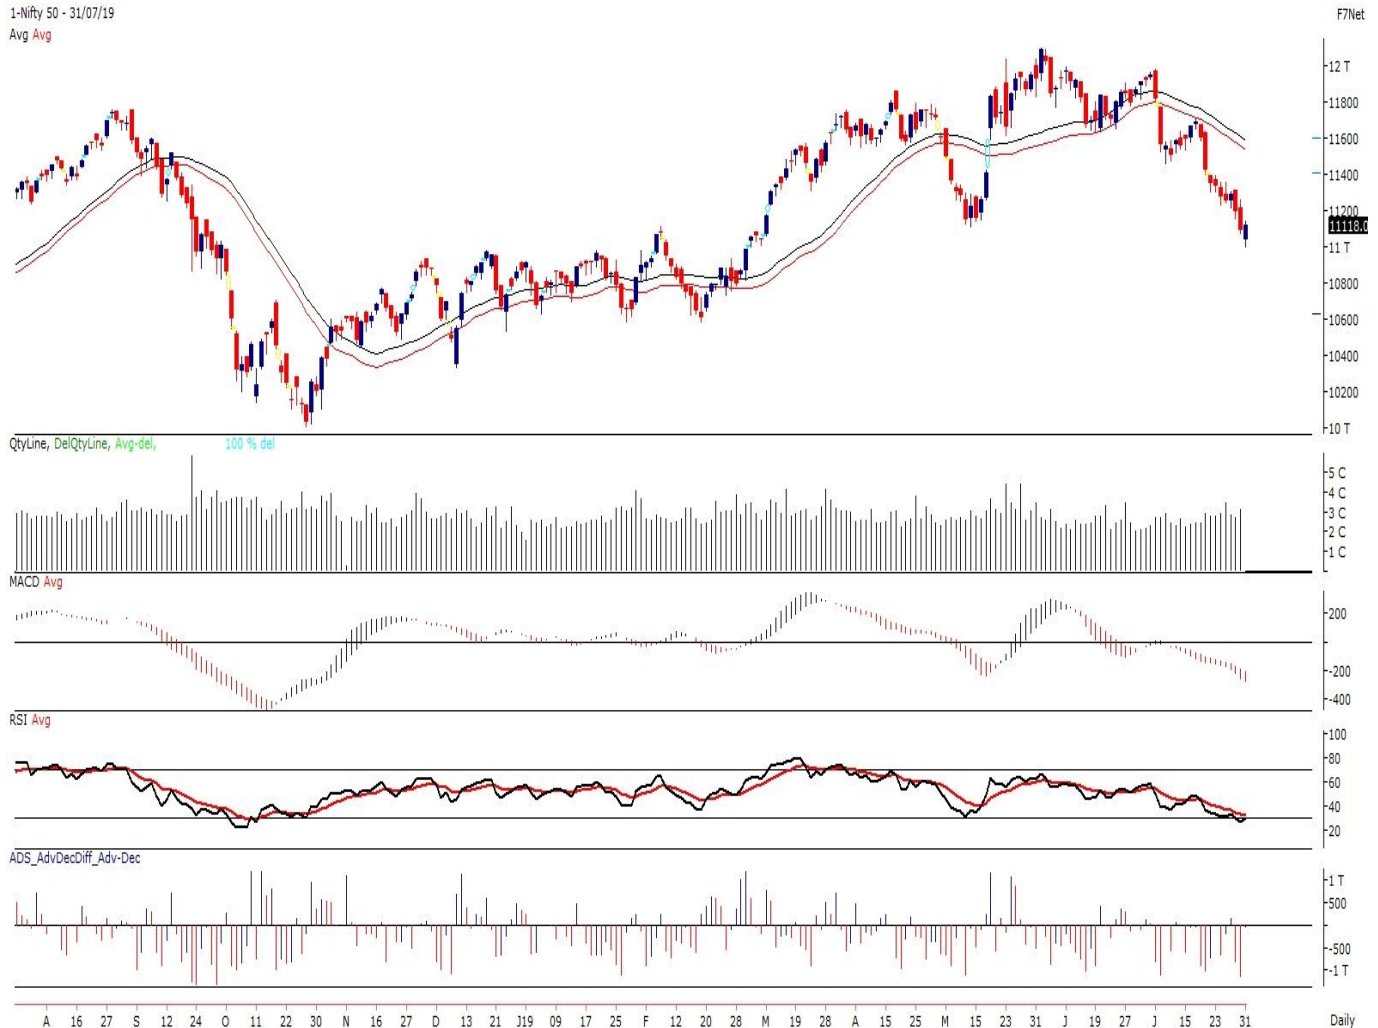 1-Nifty 50 - 31/07/19 F7Net
Avg Avg
12 T
11800
11600
11400
11200
11118.0
11 T
10800
10600
10400
10200
10 T
QtyLine, DelQtyLine, Avg-del, 100 % del
5 C
4 C
3 C
2 C
1 C
MACD Avg
200
-200
-400
RSI Avg
100
80
60
40
20
ADS_AdvDecDiff_Adv-Dec
1 T
500
-500
-1 T
A 16 27 S 12 24 O 11 22 30 N 16 27 D 13 21 J19 09 17 25 F 12 20 28 M 19 28 A 15 25 M 15 23 31 J 19 27 J 15 23 31 Daily